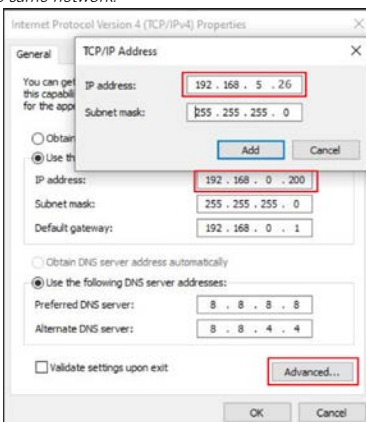 same network.
Internet Protocol Version 4 (TCP/IPv4) Properties
General
TCP/IP Address
You can get
this capabili
for the appr
IP address:
192 . 168 . 5 . 26
Subnet mask:
255 . 255 . 255 . 0
Add
Cancel
Obtain
Use th
IP address:
192 . 168 . 0 . 200
Subnet mask:
255 . 255 . 255 . 0
Default gateway:
192 . 168 . 0 . 1
Obtain DNS server address automatically
Use the following DNS server addresses:
Preferred DNS server:
8 . 8 . 8 . 8
Alternate DNS server:
8 . 8 . 4 . 4
Validate settings upon exit
Advanced...
OK
Cancel